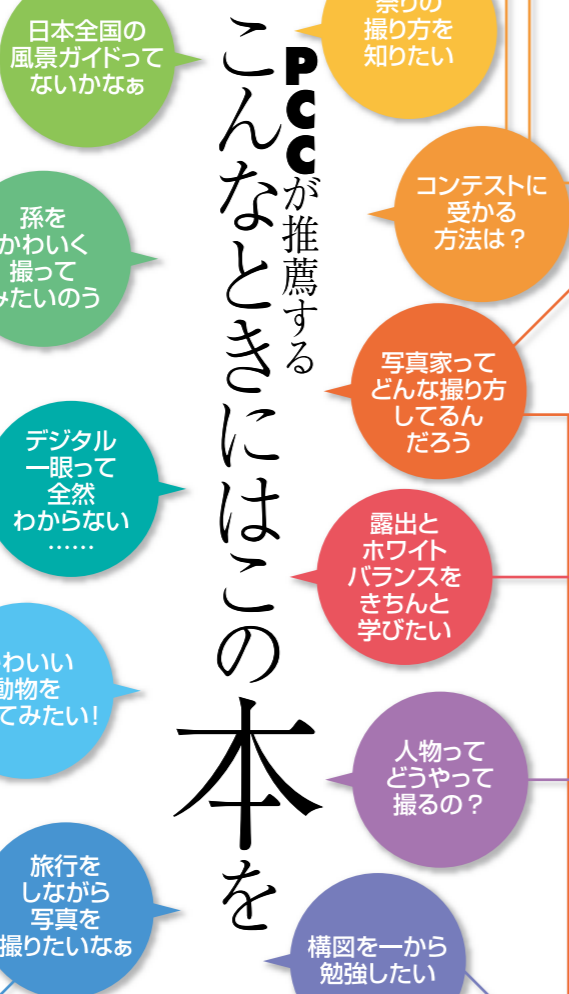 PCCが推薦する
こんなときにはこの本を
祭りの
撮り方を
知りたい
コンテストに
受かる
方法は？
写真家って
どんな撮り方
してるん
だろう
露出と
ホワイト
バランスを
きちんと
学びたい
人物って
どうやって
撮るの？
構図を一から
勉強したい
日本全国の
風景ガイドって
ないかなぁ
孫を
かわいく
撮って
みたいのう
デジタル
一眼って
全然
わからない
……
わいい
動物を
てみたい！
旅行を
しながら
写真を
撮りたいなぁ